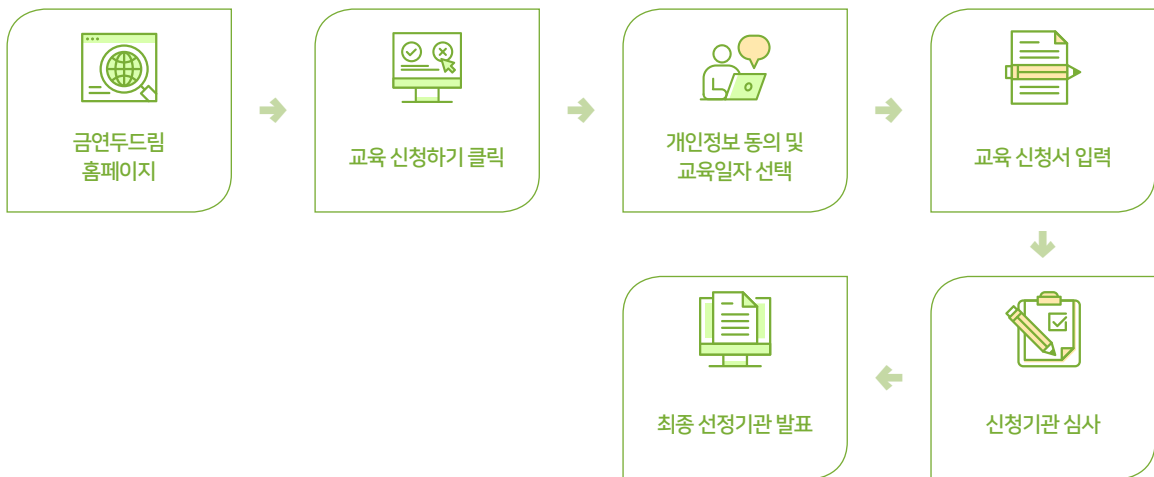 금연두드림
홈페이지
교육 신청하기 클릭
개인정보 동의 및
교육일자 선택
교육 신청서 입력
신청기관 심사
최종 선정기관 발표